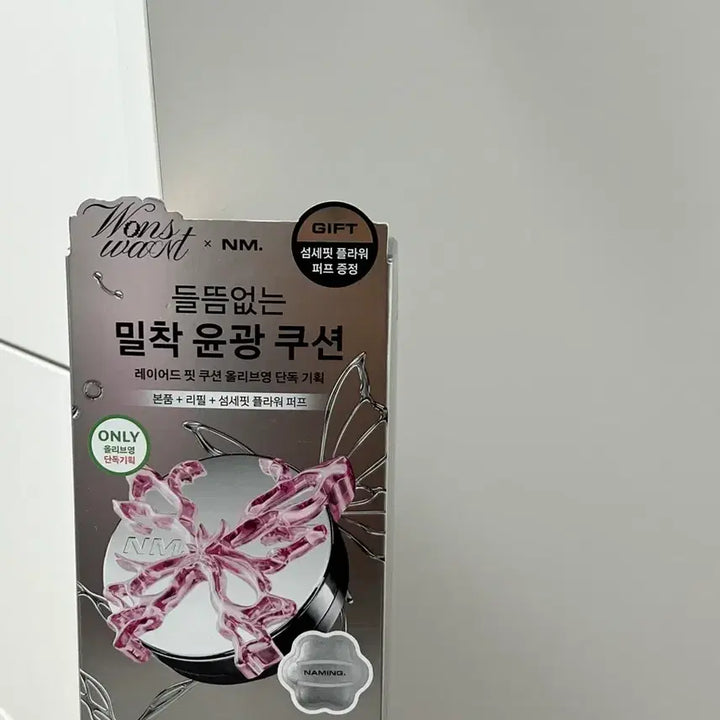 Wons
waant × NM.
GIFT
섬세핏 플라워
퍼프 증정
들뜸없는
밀착 윤광 쿠션
레이어드 핏 쿠션 올리브영 단독 기획
본품 + 리필 + 섬세핏 플라워 퍼프
ONLY
올리브영
단독기획
NM.
NAMING.